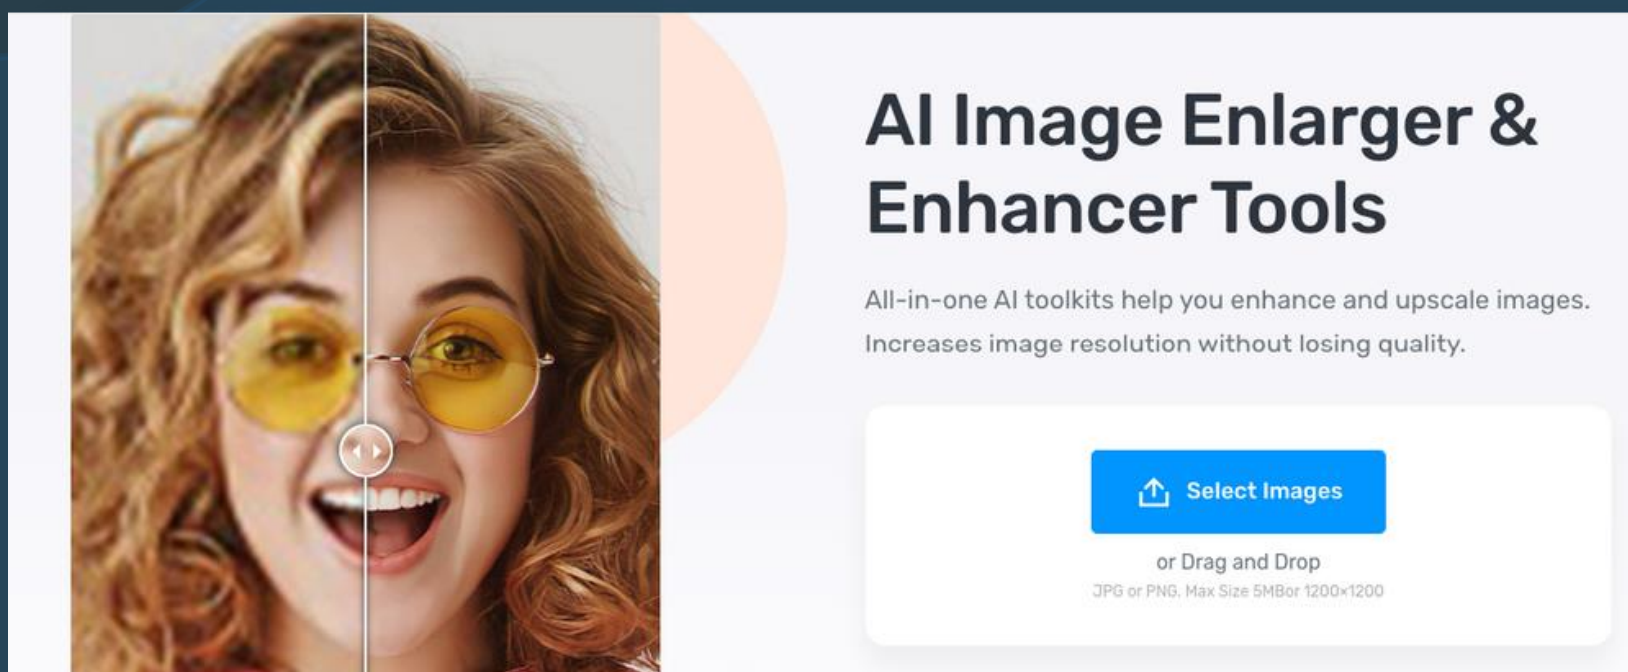 AI Image Enlarger &
Enhancer Tools
All-in-one AI toolkits help you enhance and upscale images.
Increases image resolution without losing quality.
Select Images
or Drag and Drop
JPG or PNG. Max Size 5MBor 1200×1200